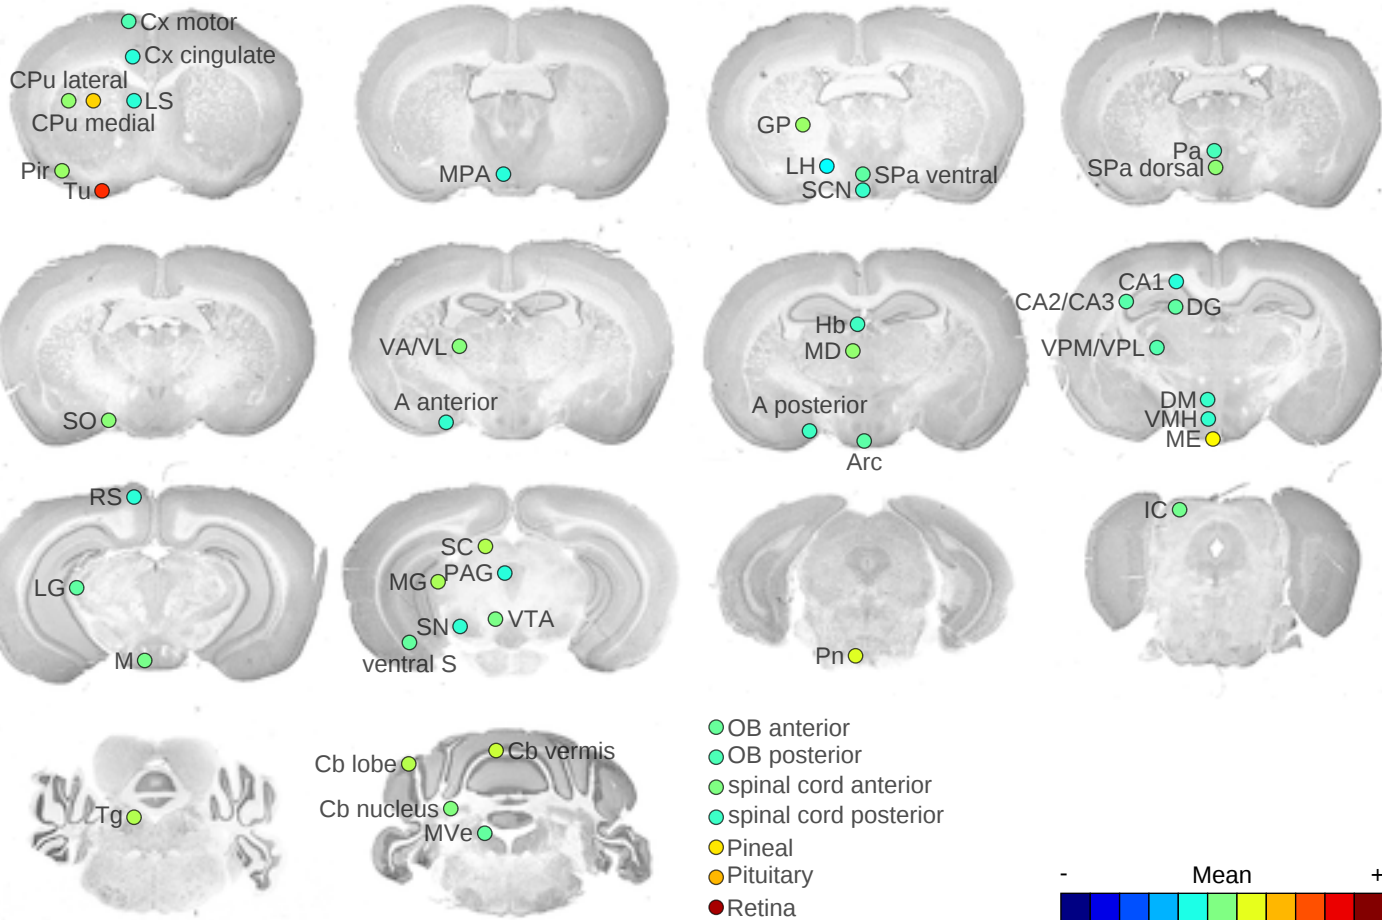 Cx motor
Cx cingulate
CPu lateral
LS
CPu medial
Pir
Tu
MPA
GP
LH
SPa ventral
SCN
Pa
SPa dorsal
SO
VA/VL
A anterior
Hb
MD
A posterior
Arc
CA1
CA2/CA3
DG
VPM/VPL
DM
VMH
ME
RS
LG
M
SC
PAG
MG
VTA
SN
ventral S
Pn
IC
Tg
Cb vermis
Cb lobe
Cb nucleus
MVe
OB anterior
OB posterior
spinal cord anterior
spinal cord posterior
Pineal
Pituitary
Retina
- Mean +